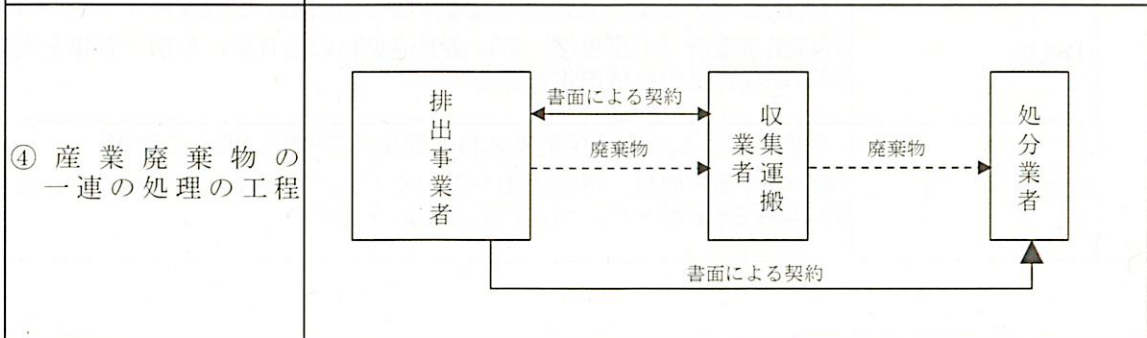 ④ 産業廃棄物の
一連の処理の工程
排出事業者
書面による契約
廃棄物
収集運搬
業者
廃棄物
処分業者
書面による契約